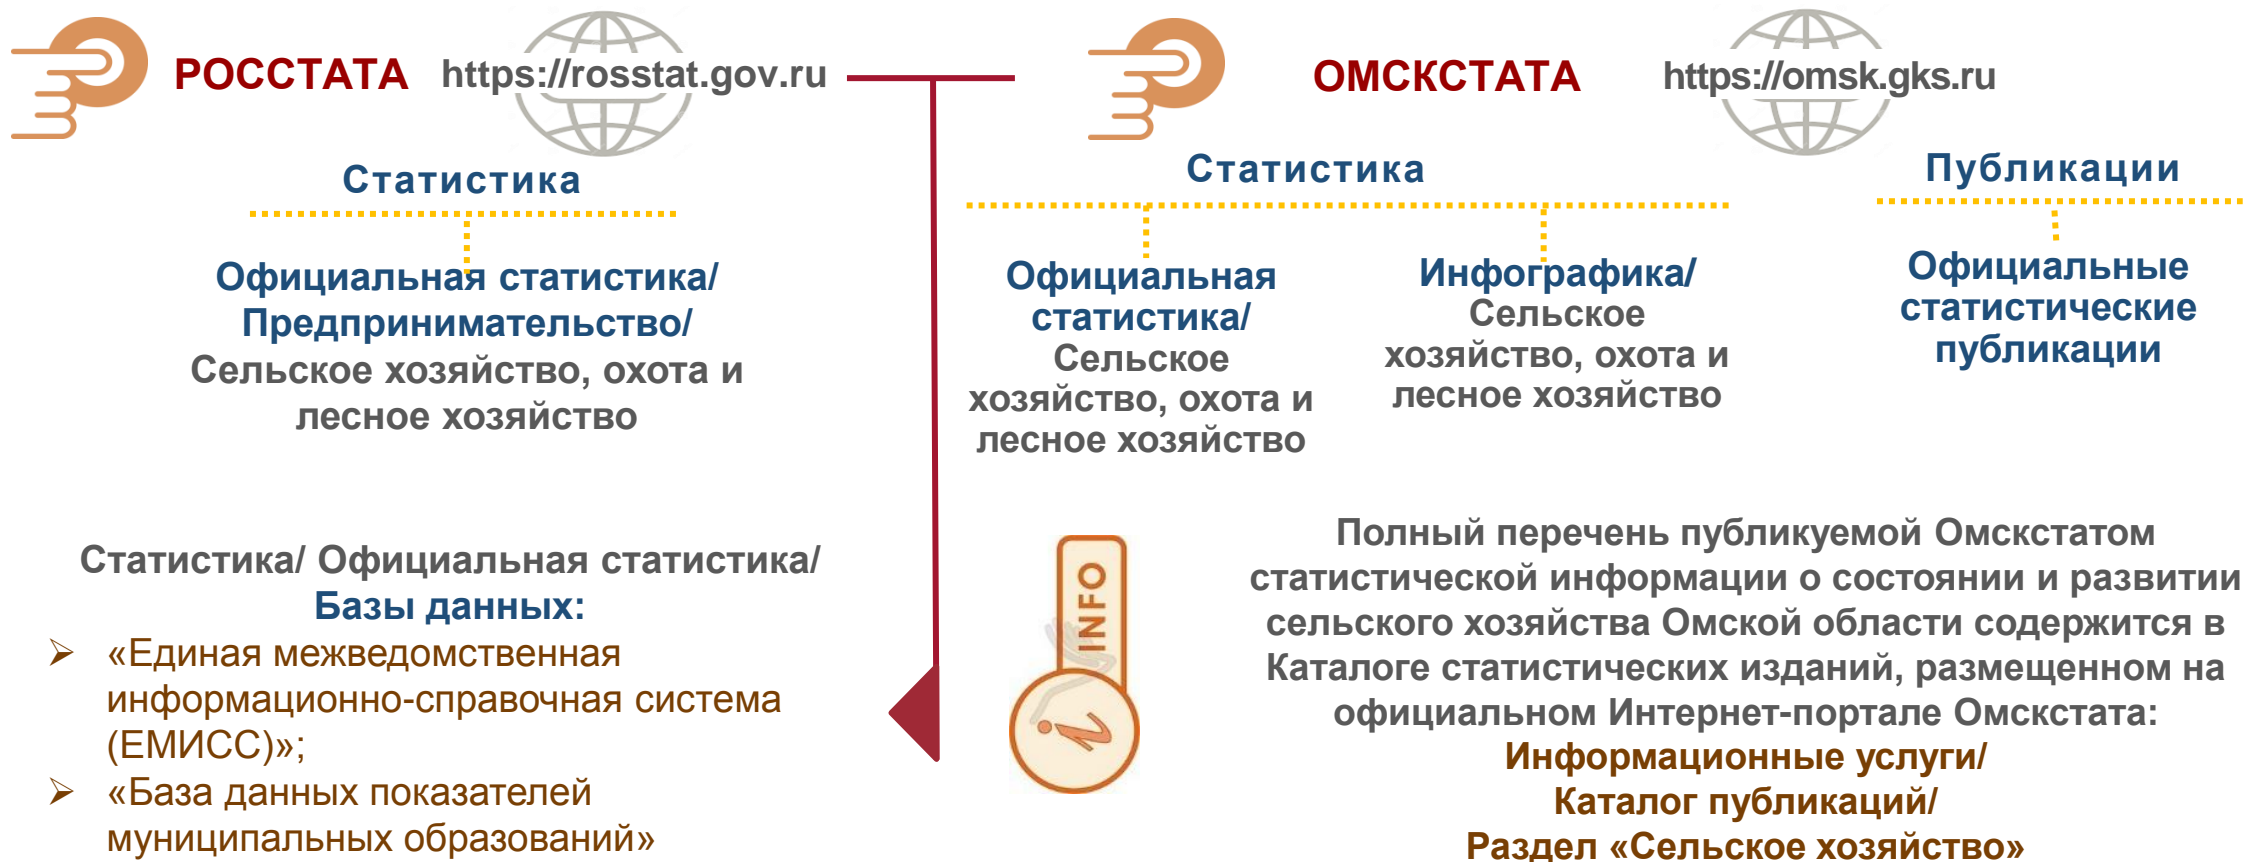 РОССТАТА https://rosstat.gov.ru
Статистика
Официальная статистика/
Предпринимательство/
Сельское хозяйство, охота и
лесное хозяйство
Статистика/ Официальная статистика/
Базы данных:
«Единая межведомственная
информационно-справочная система
(ЕМИСС)»;
«База данных показателей
муниципальных образований»
ОМСКСТАТА https://omsk.gks.ru
Статистика
Официальная
статистика/
Сельское
хозяйство, охота и
лесное хозяйство
Инфографика/
Сельское
хозяйство, охота и
лесное хозяйство
Публикации
Официальные
статистические
публикации
INFO
i
Полный перечень публикуемой Омскстатом
статистической информации о состоянии и развитии
сельского хозяйства Омской области содержится в
Каталоге статистических изданий, размещенном на
официальном Интернет-портале Омскстата:
Информационные услуги/
Каталог публикаций/
Раздел «Сельское хозяйство»